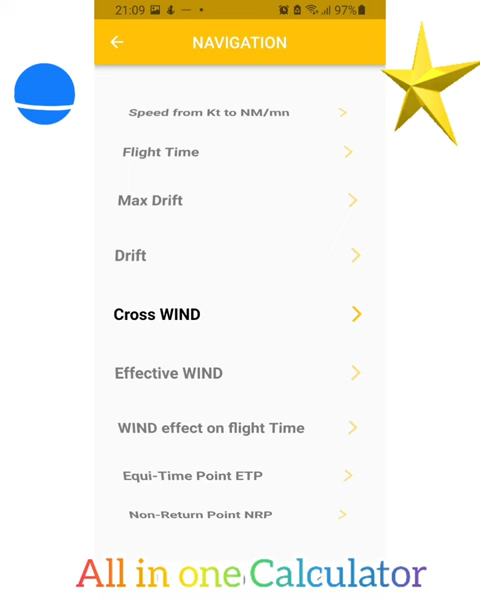 21:09 97%
NAVIGATION
Speed from Kt to NM/mn
Flight Time
Max Drift
Drift
Cross WIND
Effective WIND
WIND effect on flight Time
Equi-Time Point ETP
Non-Return Point NRP
All in one Calculator